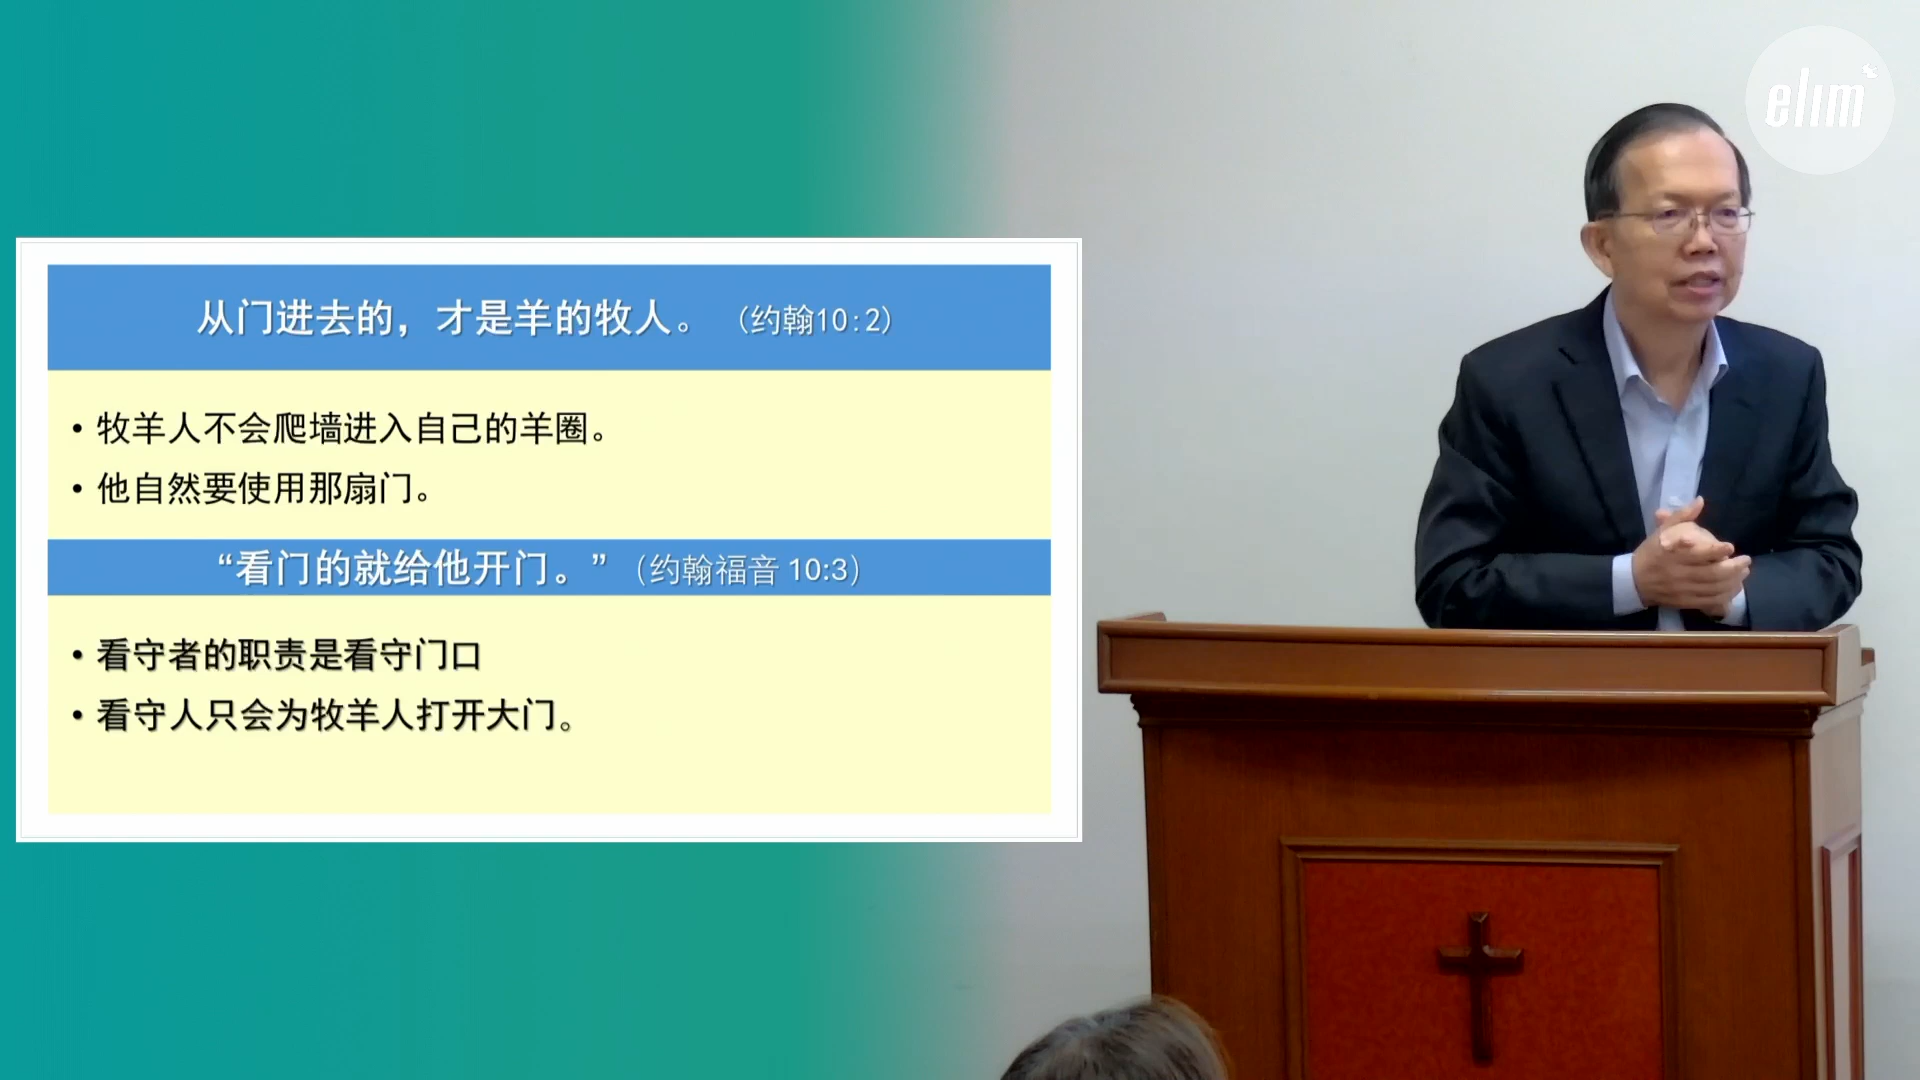 elim
从门进去的，才是羊的牧人。 （约翰10:2）
• 牧羊人不会爬墙进入自己的羊圈。
• 他自然要使用那扇门。
“看门的就给他开门。”（约翰福音 10:3）
• 看守者的职责是看守门口
• 看守人只会为牧羊人打开大门。